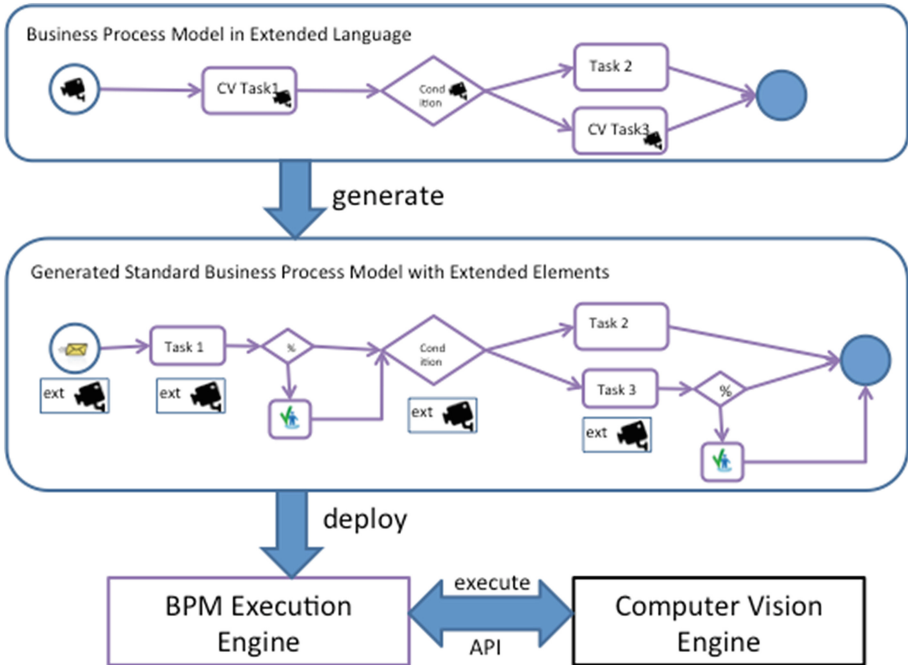 Business Process Model in Extended Language
CV Task1
Cond
ition
Task 2
CV Task3
generate
Generated Standard Business Process Model with Extended Elements
Task 1
%
Cond
ition
Task 2
Task 3
%
ext
ext
ext
ext
deploy
BPM Execution
Engine
execute
API
Computer Vision
Engine